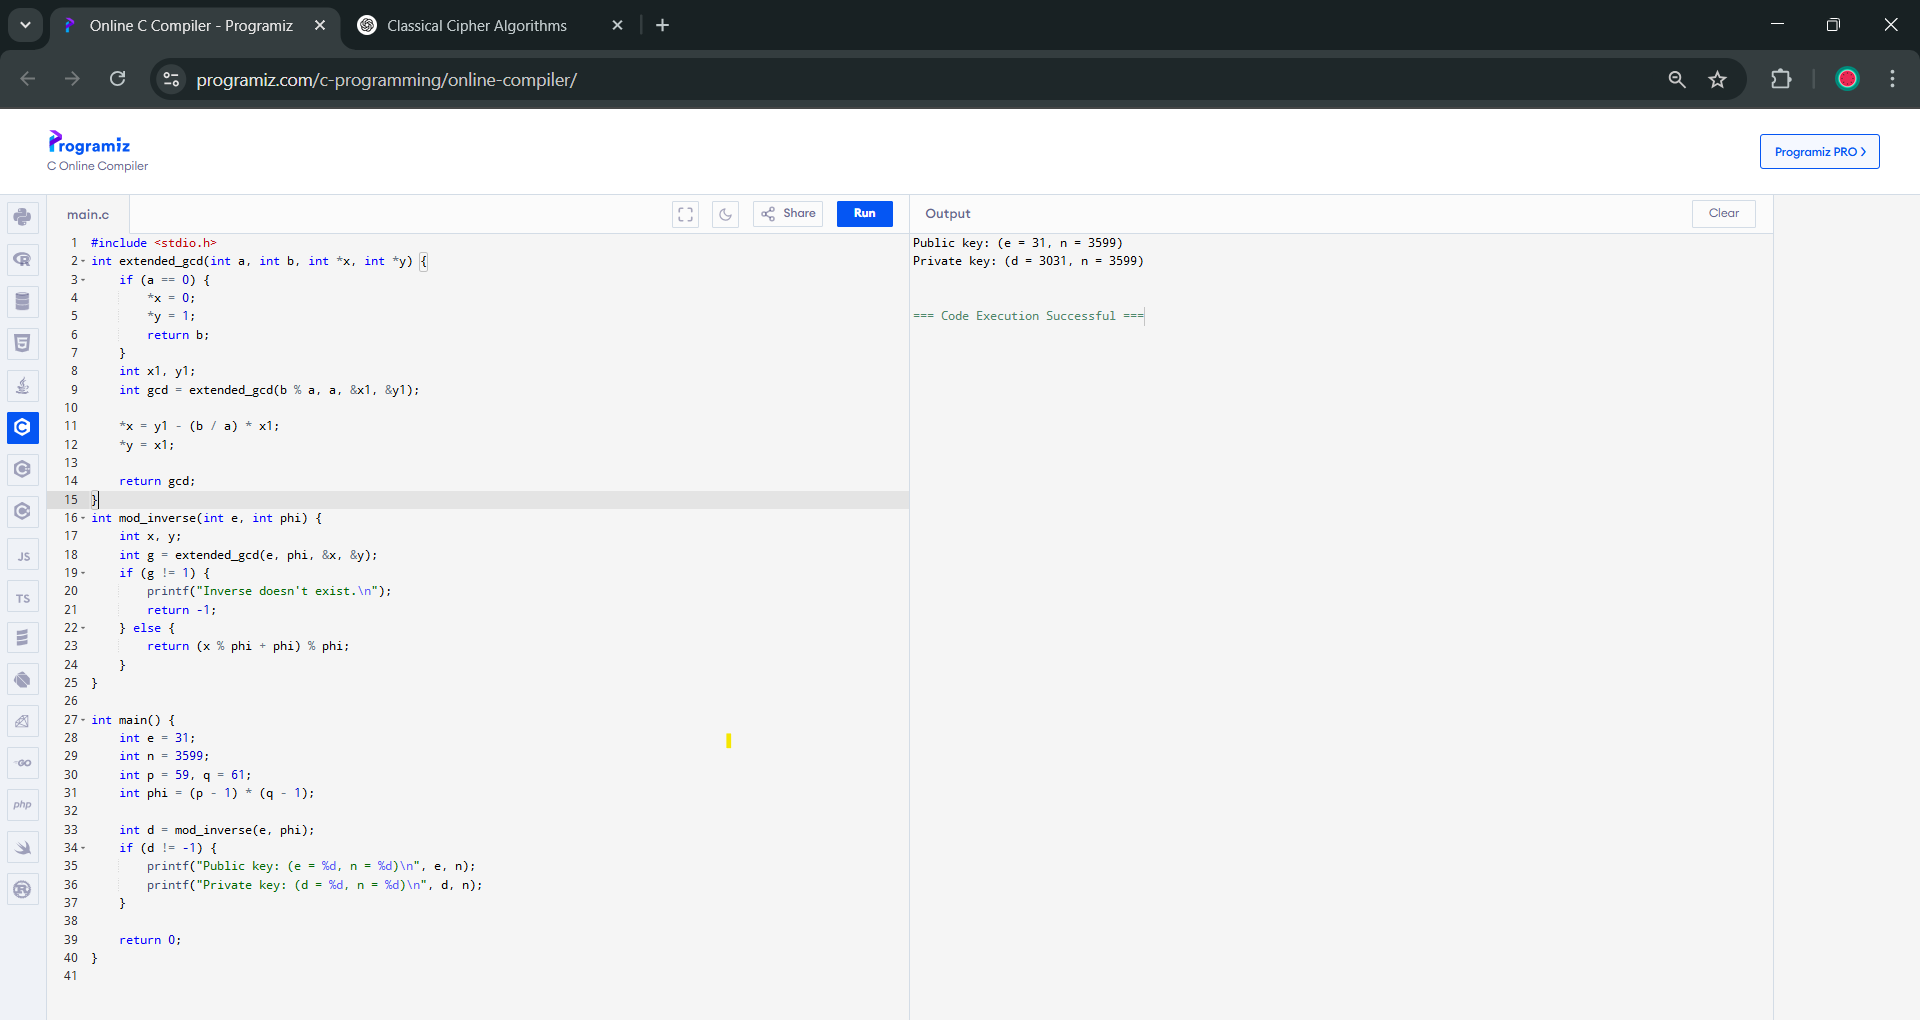 Online C Compiler - Programiz
Classical Cipher Algorithms
programiz.com/c-programming/online-compiler/
Programiz
C Online Compiler
Programiz PRO
main.c
Share
Run
Output
Clear
1 #include <stdio.h>
2 int extended_gcd(int a, int b, int *x, int *y) {
3     if (a == 0) {
4         *x = 0;
5         *y = 1;
6         return b;
7     }
8     int x1, y1;
9     int gcd = extended_gcd(b % a, a, &x1, &y1);
10
11     *x = y1 - (b / a) * x1;
12     *y = x1;
13
14     return gcd;
15 }
16 int mod_inverse(int e, int phi) {
17     int x, y;
18     int g = extended_gcd(e, phi, &x, &y);
19     if (g != 1) {
20         printf("Inverse doesn't exist.\n");
21         return -1;
22     } else {
23         return (x % phi + phi) % phi;
24     }
25 }
26
27 int main() {
28     int e = 31;
29     int n = 3599;
30     int p = 59, q = 61;
31     int phi = (p - 1) * (q - 1);
32
33     int d = mod_inverse(e, phi);
34     if (d != -1) {
35         printf("Public key: (e = %d, n = %d)\n", e, n);
36         printf("Private key: (d = %d, n = %d)\n", d, n);
37     }
38
39     return 0;
40 }
41
Public key: (e = 31, n = 3599)
Private key: (d = 3031, n = 3599)
=== Code Execution Successful ===
JS
TS
GO
php